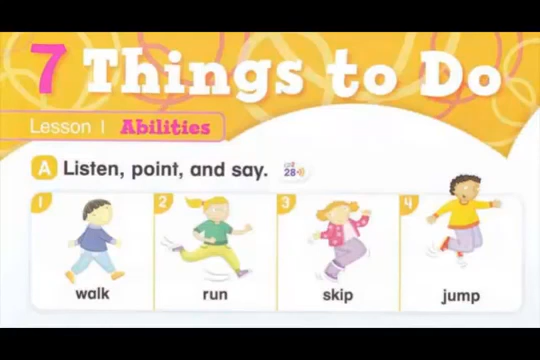 7 Things to Do
Lesson 1 Abilities
A Listen, point, and say. 28
1 2 3 4
walk run skip jump